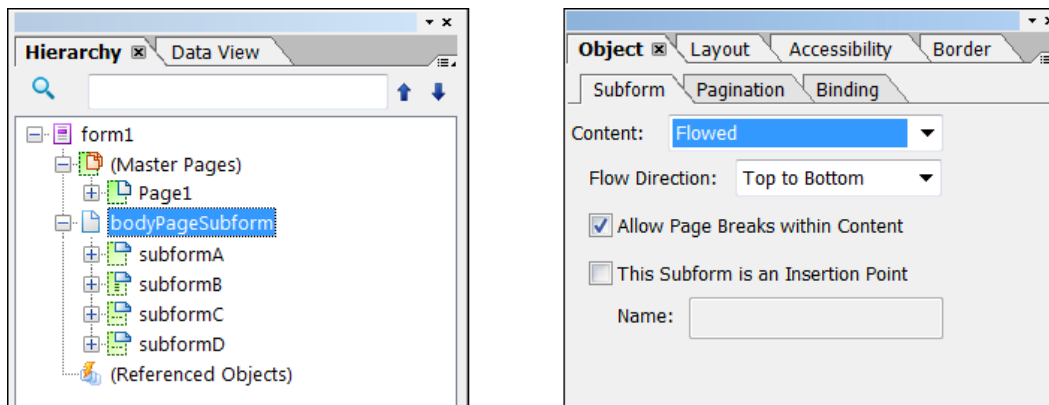 Hierarchy Data View
form1
(Master Pages)
Page1
bodyPageSubform
subformA
subformB
subformC
subformD
(Referenced Objects)
Object Layout Accessibility Border
Subform Pagination Binding
Content: Flowed
Flow Direction: Top to Bottom
Allow Page Breaks within Content
This Subform is an Insertion Point
Name: